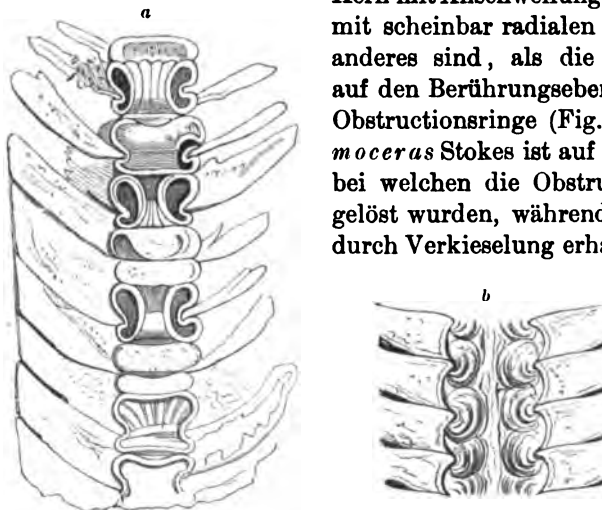 a
Kern mit Anschwellung
mit scheinbar radialen
anderes sind, als die
auf den Berührungseben
Obstructionsringe (Fig.
moceras Stokes ist auf
bei welchen die Obstru
gelöst wurden, während
durch Verkieselung erha
b